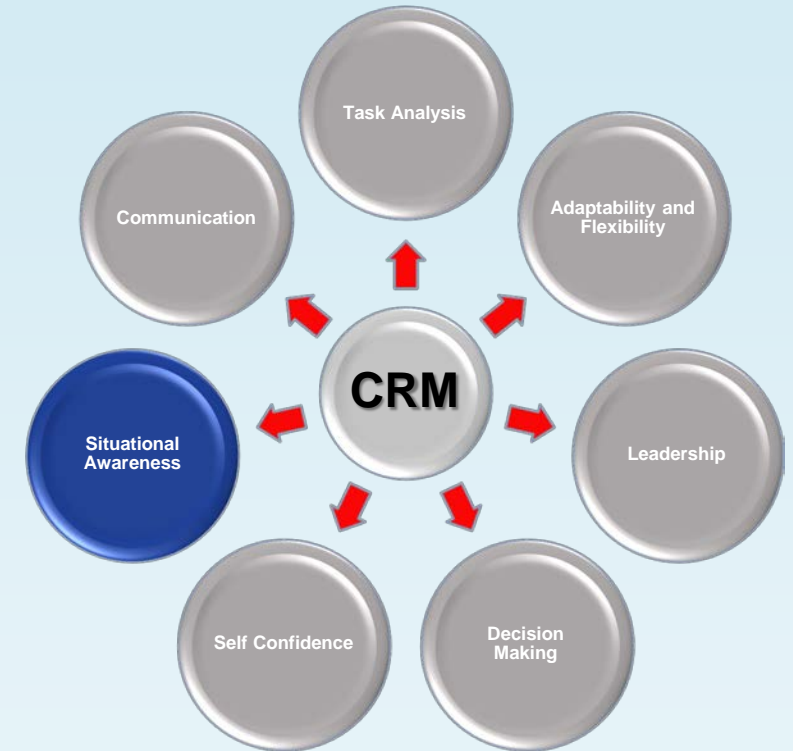 Task Analysis
Communication
Adaptability and
Flexibility
CRM
Situational
Awareness
Leadership
Self Confidence
Decision
Making